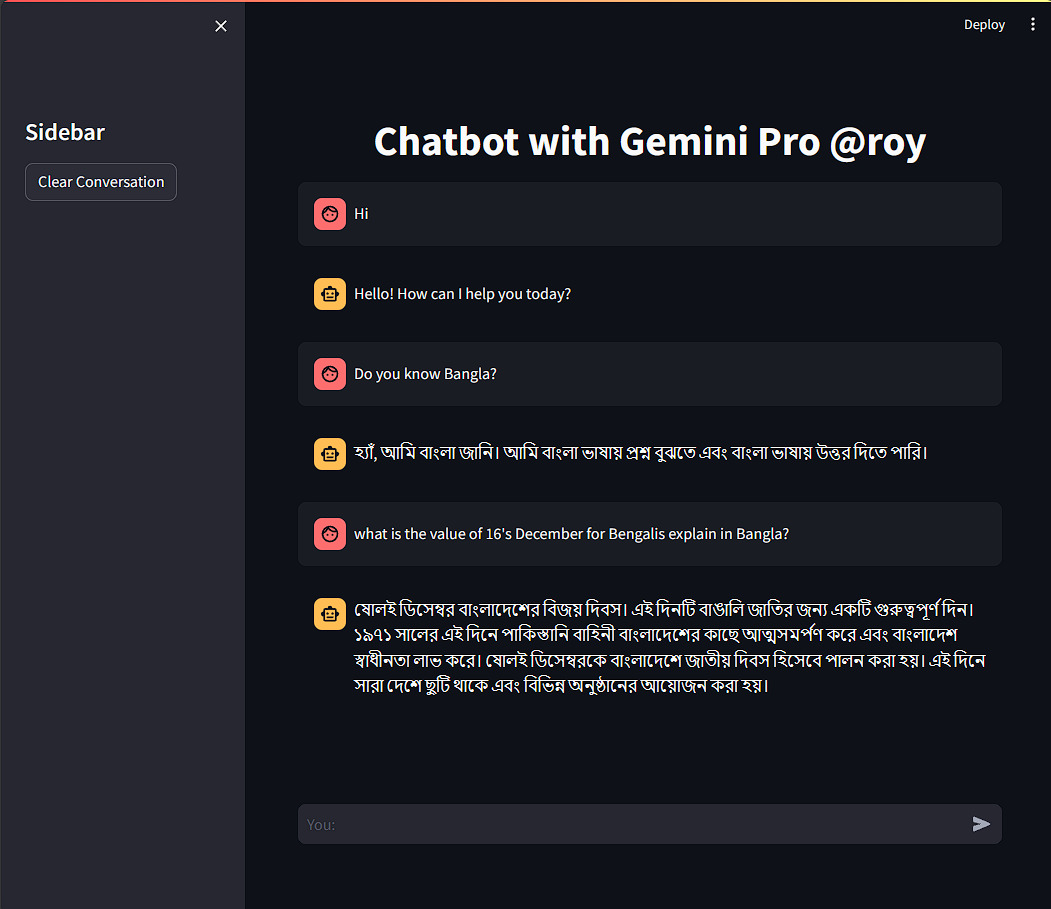 Deploy
Sidebar
Clear Conversation
Chatbot with Gemini Pro @roy
Hi
Hello! How can I help you today?
Do you know Bangla?
হ্যাঁ, আমি বাংলা জানি। আমি বাংলা ভাষায় প্রশ্ন বুঝতে এবং বাংলা ভাষায় উত্তর দিতে পারি।
what is the value of 16's December for Bengalis explain in Bangla?
ষোলই ডিসেম্বর বাংলাদেশের বিজয় দিবস। এই দিনটি বাঙালি জাতির জন্য একটি গুরুত্বপূর্ণ দিন।
১৯৭১ সালের এই দিনে পাকিস্তানি বাহিনী বাংলাদেশের কাছে আত্মসমর্পণ করে এবং বাংলাদেশ
স্বাধীনতা লাভ করে। ষোলই ডিসেম্বরকে বাংলাদেশে জাতীয় দিবস হিসেবে পালন করা হয়। এই দিনে
সারা দেশে ছুটি থাকে এবং বিভিন্ন অনুষ্ঠানের আয়োজন করা হয়।
You: